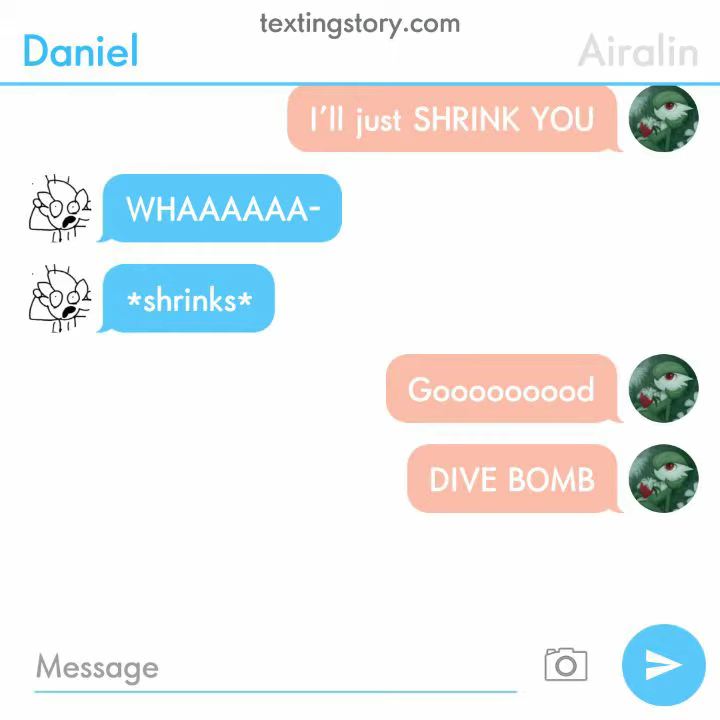 textingstory.com
Daniel
Airalin
I'll just SHRINK YOU
WHAAAAAA-
*shrinks*
Gooooooood
DIVE BOMB
Message